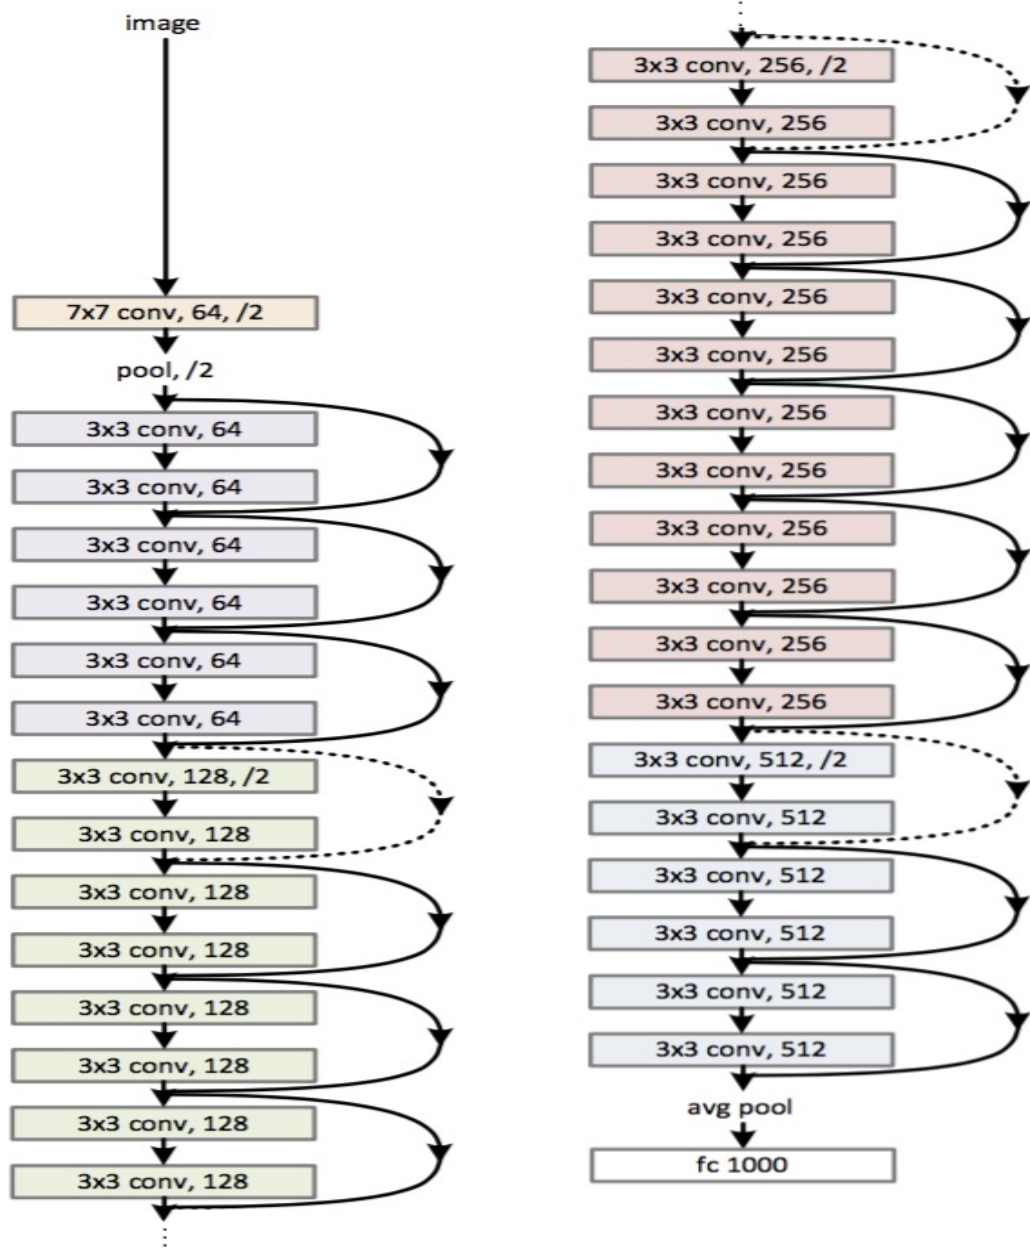 image
7x7 conv, 64, /2
pool, /2
3x3 conv, 64
3x3 conv, 64
3x3 conv, 64
3x3 conv, 64
3x3 conv, 64
3x3 conv, 64
3x3 conv, 128, /2
3x3 conv, 128
3x3 conv, 128
3x3 conv, 128
3x3 conv, 128
3x3 conv, 128
3x3 conv, 128
3x3 conv, 128
3x3 conv, 256, /2
3x3 conv, 256
3x3 conv, 256
3x3 conv, 256
3x3 conv, 256
3x3 conv, 256
3x3 conv, 256
3x3 conv, 256
3x3 conv, 256
3x3 conv, 256
3x3 conv, 256
3x3 conv, 256
3x3 conv, 512, /2
3x3 conv, 512
3x3 conv, 512
3x3 conv, 512
3x3 conv, 512
3x3 conv, 512
avg pool
fc 1000